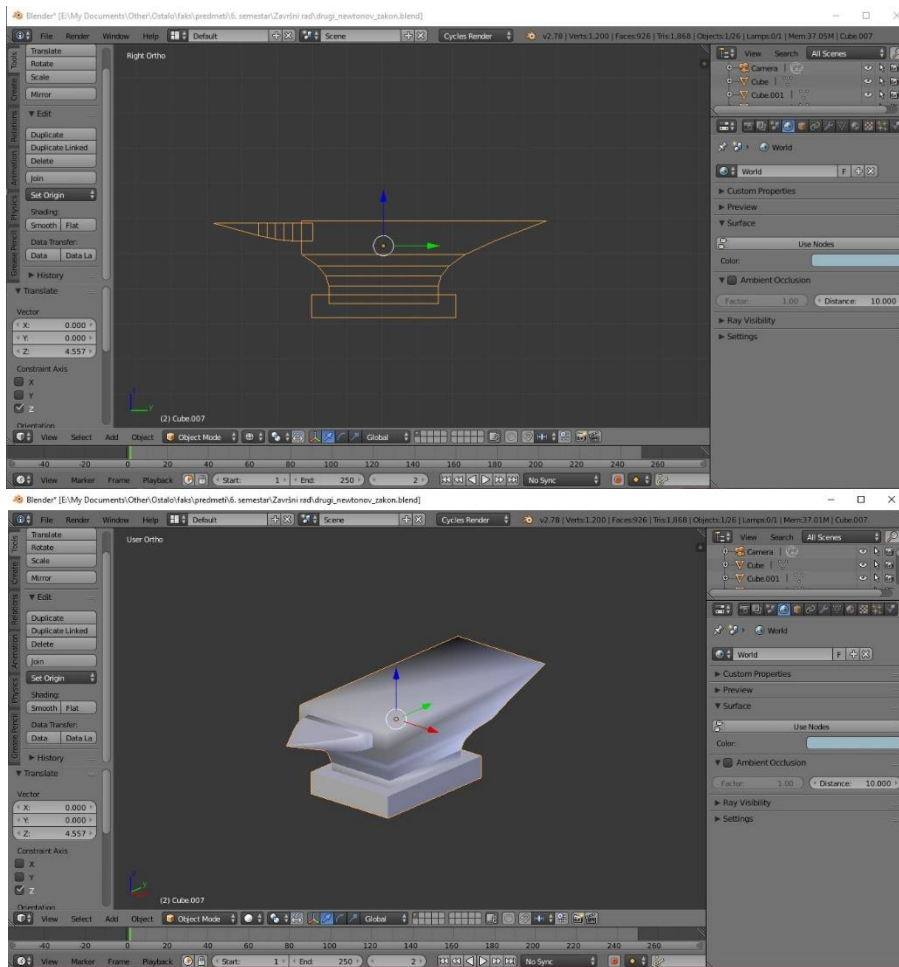 Blender* [E:\My Documents\Other\Ostalo\faks\predmeti\6. semestar\Završni rad\drugi_newtonov_zakon.blend]
File Render Window Help Default Scene Cycles Render v2.78 | Verts:1,200 | Faces:926 | Tris:1,868 | Objects:1/26 | Lamps:0/1 | Mem:37.05M | Cube.007
Tools
Create
Relations
Animation
Physics
Grease Pencil
Translate
Rotate
Scale
Mirror
▼ Edit
Duplicate
Duplicate Linked
Delete
Join
Set Origin
Shading:
Smooth Flat
Data Transfer:
Data Data La
► History
▼ Translate
Vector
X: 0.000
Y: 0.000
Z: 4.557
Constraint Axis
X
Y
Z
Orientation
Right Ortho
z
y
(2) Cube.007
View Search All Scenes
Camera
Cube
Cube.001
World
World F
► Custom Properties
► Preview
▼ Surface
Use Nodes
Color:
▼ Ambient Occlusion
Factor: 1.00 Distance: 10.000
► Ray Visibility
► Settings
View Select Add Object Object Mode Global
-40 -20 0 20 40 60 80 100 120 140 160 180 200 220 240 260
View Marker Frame Playback Start: 1 End: 250 2 No Sync
Blender* [E:\My Documents\Other\Ostalo\faks\predmeti\6. semestar\Završni rad\drugi_newtonov_zakon.blend]
File Render Window Help Default Scene Cycles Render v2.78 | Verts:1,200 | Faces:926 | Tris:1,868 | Objects:1/26 | Lamps:0/1 | Mem:37.01M | Cube.007
Tools
Create
Relations
Animation
Physics
Grease Pencil
Translate
Rotate
Scale
Mirror
▼ Edit
Duplicate
Duplicate Linked
Delete
Join
Set Origin
Shading:
Smooth Flat
Data Transfer:
Data Data La
► History
▼ Translate
Vector
X: 0.000
Y: 0.000
Z: 4.557
Constraint Axis
X
Y
Z
Orientation
User Ortho
(2) Cube.007
View Search All Scenes
Camera
Cube
Cube.001
World
World F
► Custom Properties
► Preview
▼ Surface
Use Nodes
Color:
▼ Ambient Occlusion
Factor: 1.00 Distance: 10.000
► Ray Visibility
► Settings
View Select Add Object Object Mode Global
-40 -20 0 20 40 60 80 100 120 140 160 180 200 220 240 260
View Marker Frame Playback Start: 1 End: 250 2 No Sync